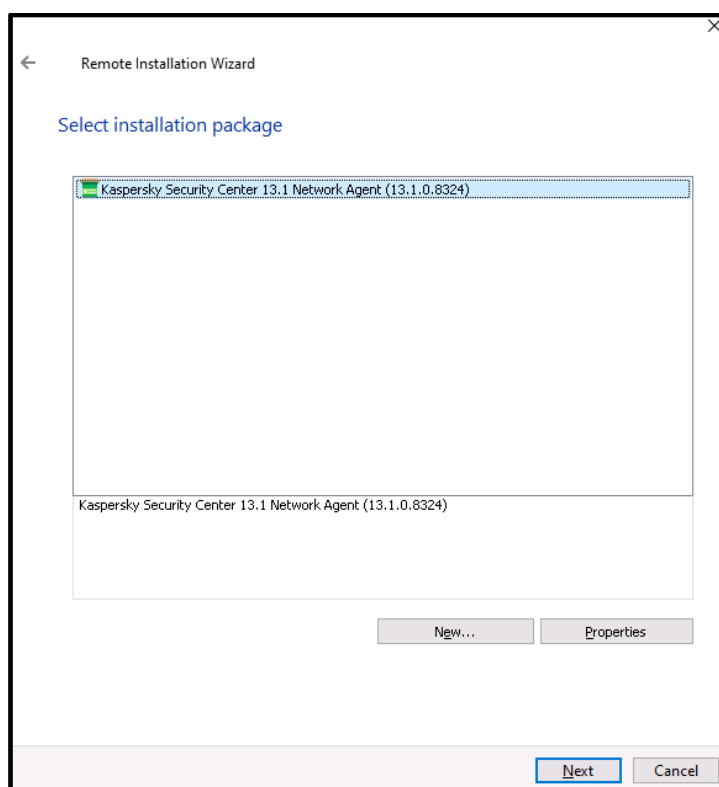 Remote Installation Wizard
Select installation package
Kaspersky Security Center 13.1 Network Agent (13.1.0.8324)
Kaspersky Security Center 13.1 Network Agent (13.1.0.8324)
New... Properties
Next Cancel